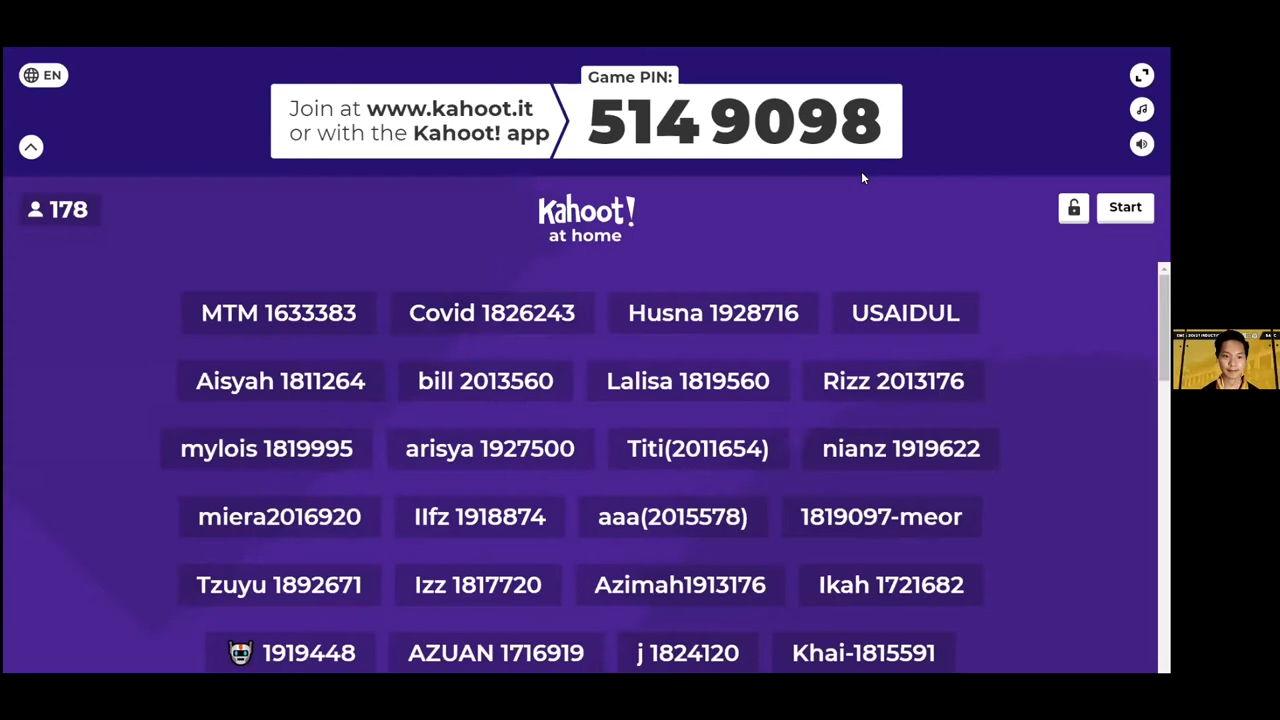 EN
Game PIN:
Join at www.kahoot.it
or with the Kahoot! app
514 9098
178
Kahoot!
at home
Start
MTM 1633383 Covid 1826243 Husna 1928716 USAIDUL
Aisyah 1811264 bill 2013560 Lalisa 1819560 Rizz 2013176
mylois 1819995 arisya 1927500 Titi(2011654) nianz 1919622
miera2016920 IIfz 1918874 aaa(2015578) 1819097-meor
Tzuyu 1892671 Izz 1817720 Azimah1913176 Ikah 1721682
1919448 AZUAN 1716919 j 1824120 Khai-1815591